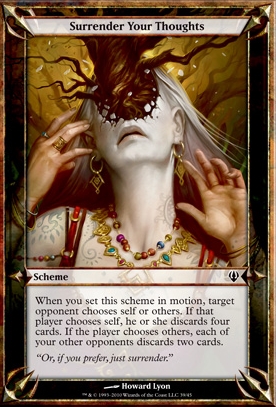 Surrender Your Thoughts
Scheme
When you set this scheme in motion, target
opponent chooses self or others. If that
player chooses self, he or she discards four
cards. If the player chooses others, each of
your other opponents discards two cards.
“Or, if you prefer, just surrender.”
Howard Lyon
™ & © 1993-2010 Wizards of the Coast LLC 39/45